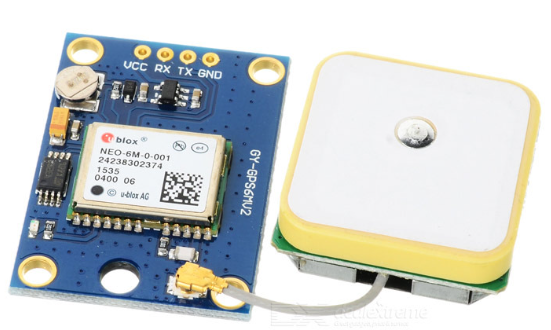 VCC RX TX GND
u blox ®
NEO-6M-0-001
24238302374
1535
0400 06
© u-blox AG
GY-GPS6MV2